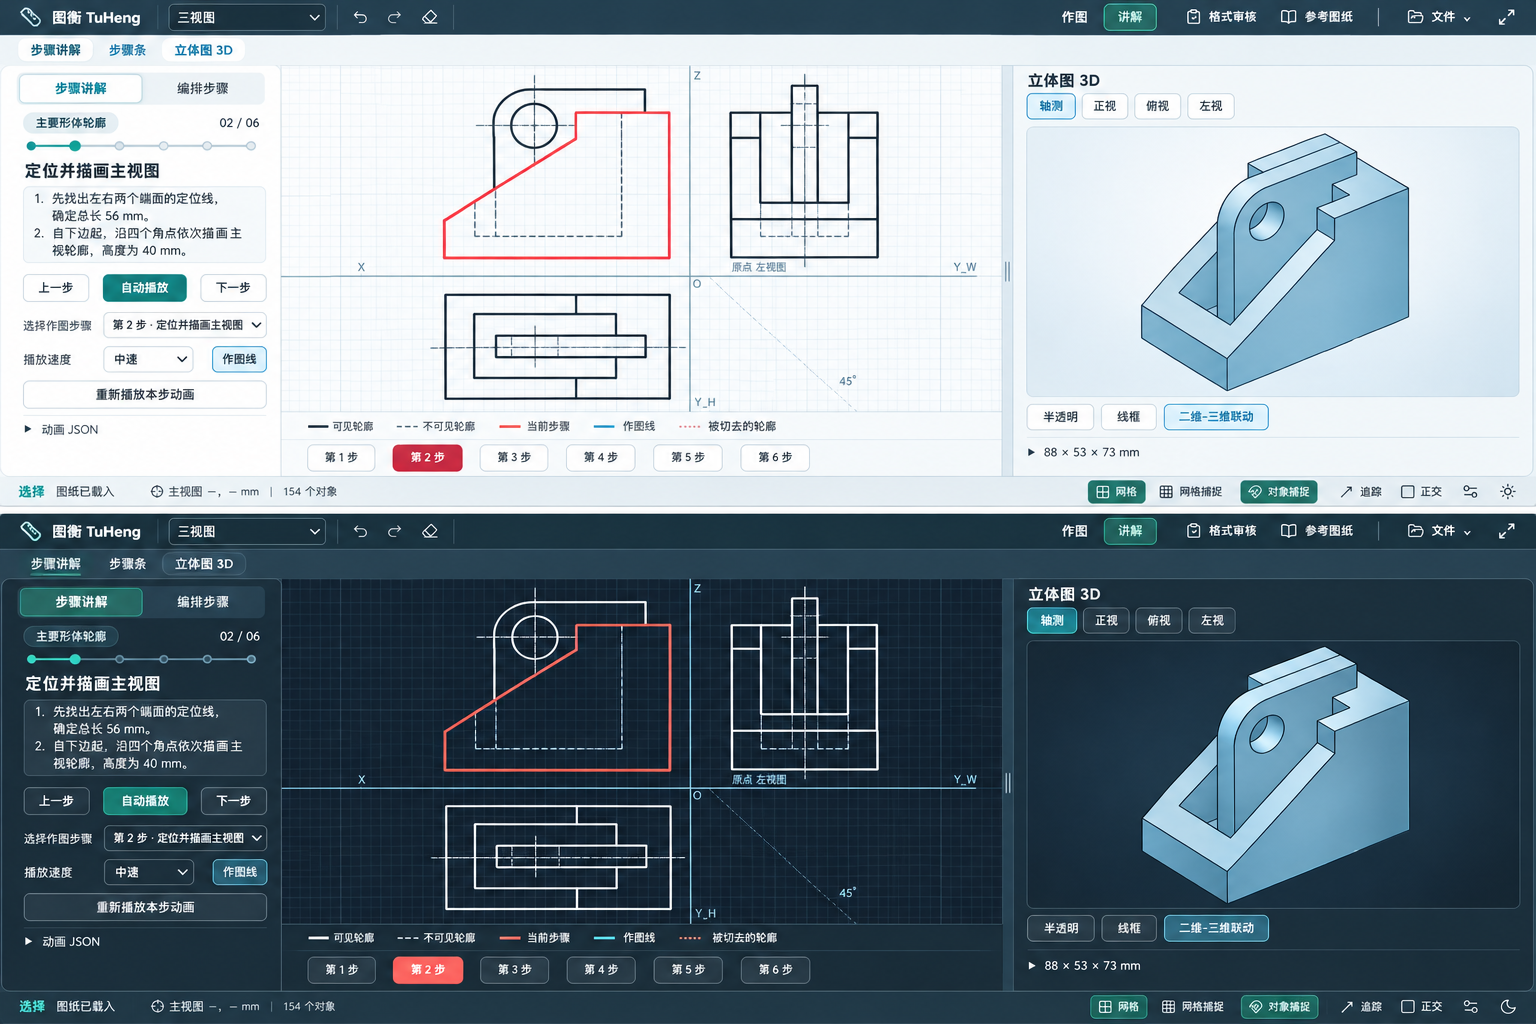 图衡 TuHeng
三视图
作图
讲解
格式审核
参考图纸
文件
步骤讲解
步骤条
立体图 3D
步骤讲解
编排步骤
主要形体轮廓
02 / 06
定位并描画主视图
1. 先找出左右两个端面的定位线，
确定总长 56 mm。
2. 自下边起，沿四个角点依次描画主
视轮廓，高度为 40 mm。
上一步
自动播放
下一步
选择作图步骤
第 2 步 · 定位并描画主视图
播放速度
中速
作图线
重新播放本步动画
动画 JSON
Z
X
原点 左视图
Y_W
O
45°
Y_H
可见轮廓
不可见轮廓
当前步骤
作图线
被切去的轮廓
第 1 步
第 2 步
第 3 步
第 4 步
第 5 步
第 6 步
立体图 3D
轴测
正视
俯视
左视
半透明
线框
二维-三维联动
88 × 53 × 73 mm
选择
图纸已载入
主视图 —, — mm
154 个对象
网格
网格捕捉
对象捕捉
追踪
正交
图衡 TuHeng
三视图
作图
讲解
格式审核
参考图纸
文件
步骤讲解
步骤条
立体图 3D
步骤讲解
编排步骤
主要形体轮廓
02 / 06
定位并描画主视图
1. 先找出左右两个端面的定位线，
确定总长 56 mm。
2. 自下边起，沿四个角点依次描画主
视轮廓，高度为 40 mm。
上一步
自动播放
下一步
选择作图步骤
第 2 步 · 定位并描画主视图
播放速度
中速
作图线
重新播放本步动画
动画 JSON
Z
X
原点 左视图
Y_W
O
45°
Y_H
可见轮廓
不可见轮廓
当前步骤
作图线
被切去的轮廓
第 1 步
第 2 步
第 3 步
第 4 步
第 5 步
第 6 步
立体图 3D
轴测
正视
俯视
左视
半透明
线框
二维-三维联动
88 × 53 × 73 mm
选择
图纸已载入
主视图 —, — mm
154 个对象
网格
网格捕捉
对象捕捉
追踪
正交